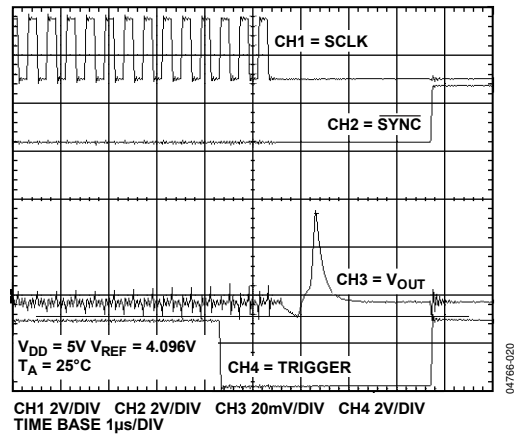 CH1 = SCLK
CH2 = SYNC
CH3 = VOUT
VDD = 5V VREF = 4.096V
TA = 25°C
CH4 = TRIGGER
04766-020
CH1 2V/DIV CH2 2V/DIV CH3 20mV/DIV CH4 2V/DIV
TIME BASE 1µs/DIV